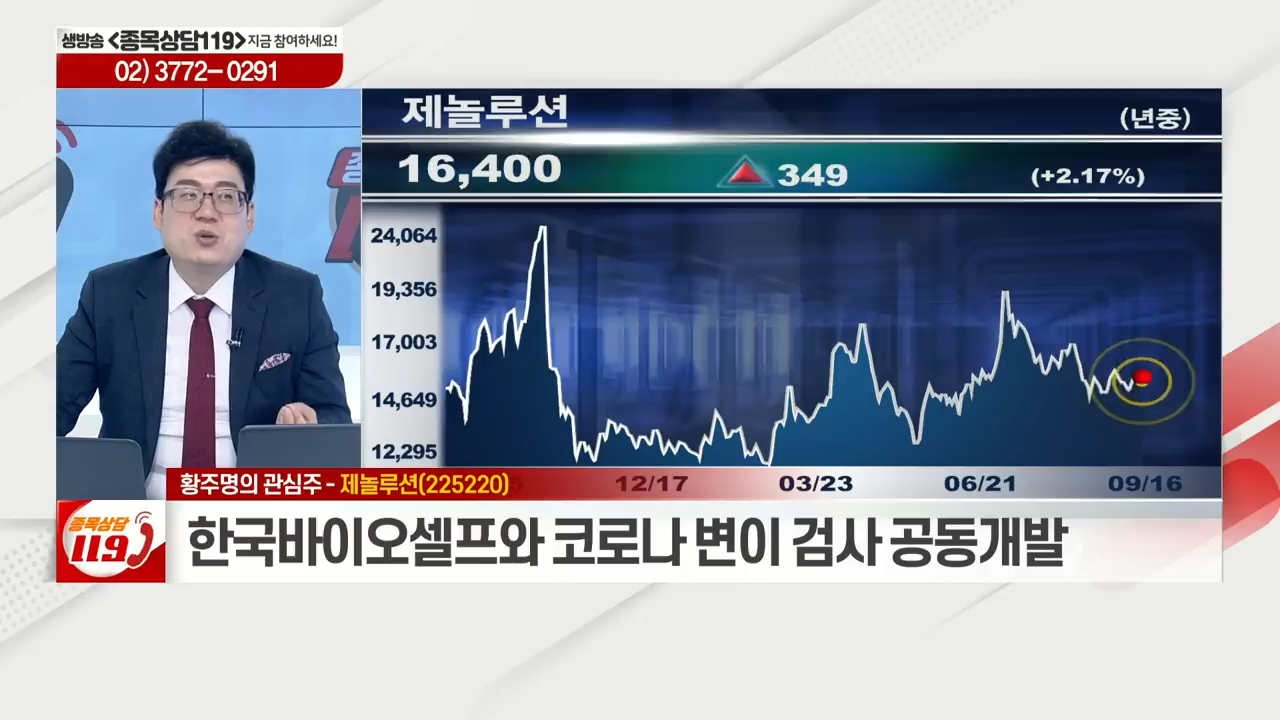 생방송 <종목상담119> 지금 참여하세요!
02) 3772-0291
제놀루션
(년중)
16,400
349
(+2.17%)
24,064
19,356
17,003
14,649
12,295
12/17
03/23
06/21
09/16
황주명의 관심주 - 제놀루션(225220)
종목상담
119
한국바이오셀프와 코로나 변이 검사 공동개발